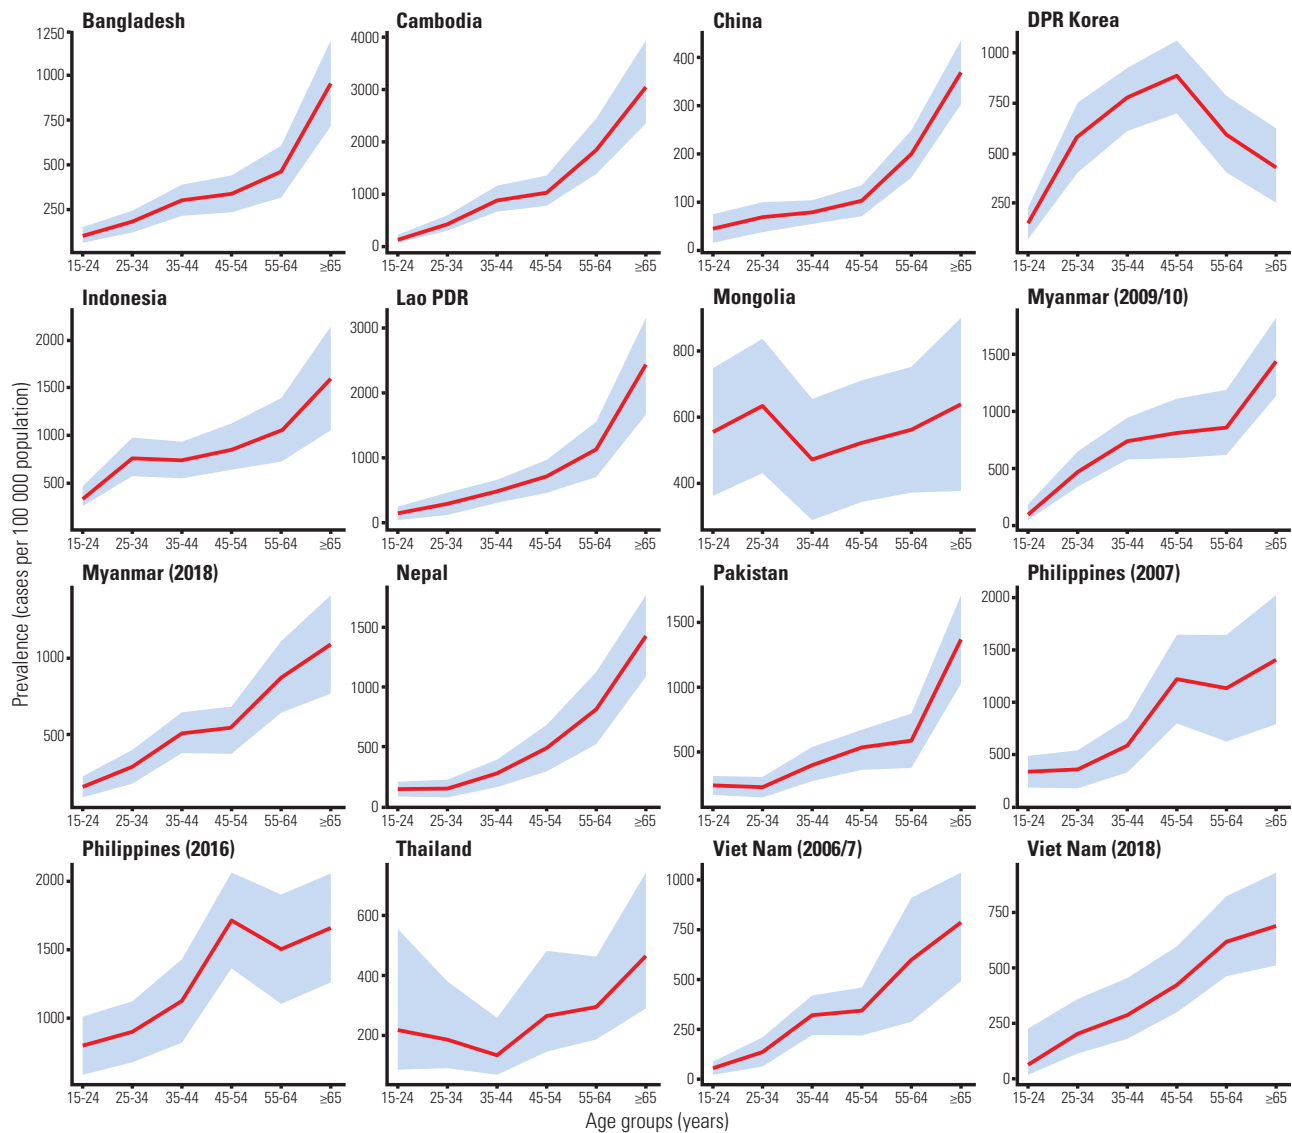 Prevalence (cases per 100 000 population)
Bangladesh
1250
1000
750
500
250
15-24 25-34 35-44 45-54 55-64 ≥65
Cambodia
4000
3000
2000
1000
0
15-24 25-34 35-44 45-54 55-64 ≥65
China
400
300
200
100
0
15-24 25-34 35-44 45-54 55-64 ≥65
DPR Korea
1000
750
500
250
15-24 25-34 35-44 45-54 55-64 ≥65
Indonesia
2000
1500
1000
500
15-24 25-34 35-44 45-54 55-64 ≥65
Lao PDR
3000
2000
1000
0
15-24 25-34 35-44 45-54 55-64 ≥65
Mongolia
800
600
400
15-24 25-34 35-44 45-54 55-64 ≥65
Myanmar (2009/10)
1500
1000
500
0
15-24 25-34 35-44 45-54 55-64 ≥65
Myanmar (2018)
1000
500
15-24 25-34 35-44 45-54 55-64 ≥65
Nepal
1500
1000
500
0
15-24 25-34 35-44 45-54 55-64 ≥65
Pakistan
1500
1000
500
15-24 25-34 35-44 45-54 55-64 ≥65
Philippines (2007)
2000
1500
1000
500
0
15-24 25-34 35-44 45-54 55-64 ≥65
Philippines (2016)
2000
1500
1000
15-24 25-34 35-44 45-54 55-64 ≥65
Thailand
600
400
200
15-24 25-34 35-44 45-54 55-64 ≥65
Viet Nam (2006/7)
1000
750
500
250
0
15-24 25-34 35-44 45-54 55-64 ≥65
Viet Nam (2018)
750
500
250
0
15-24 25-34 35-44 45-54 55-64 ≥65
Age groups (years)